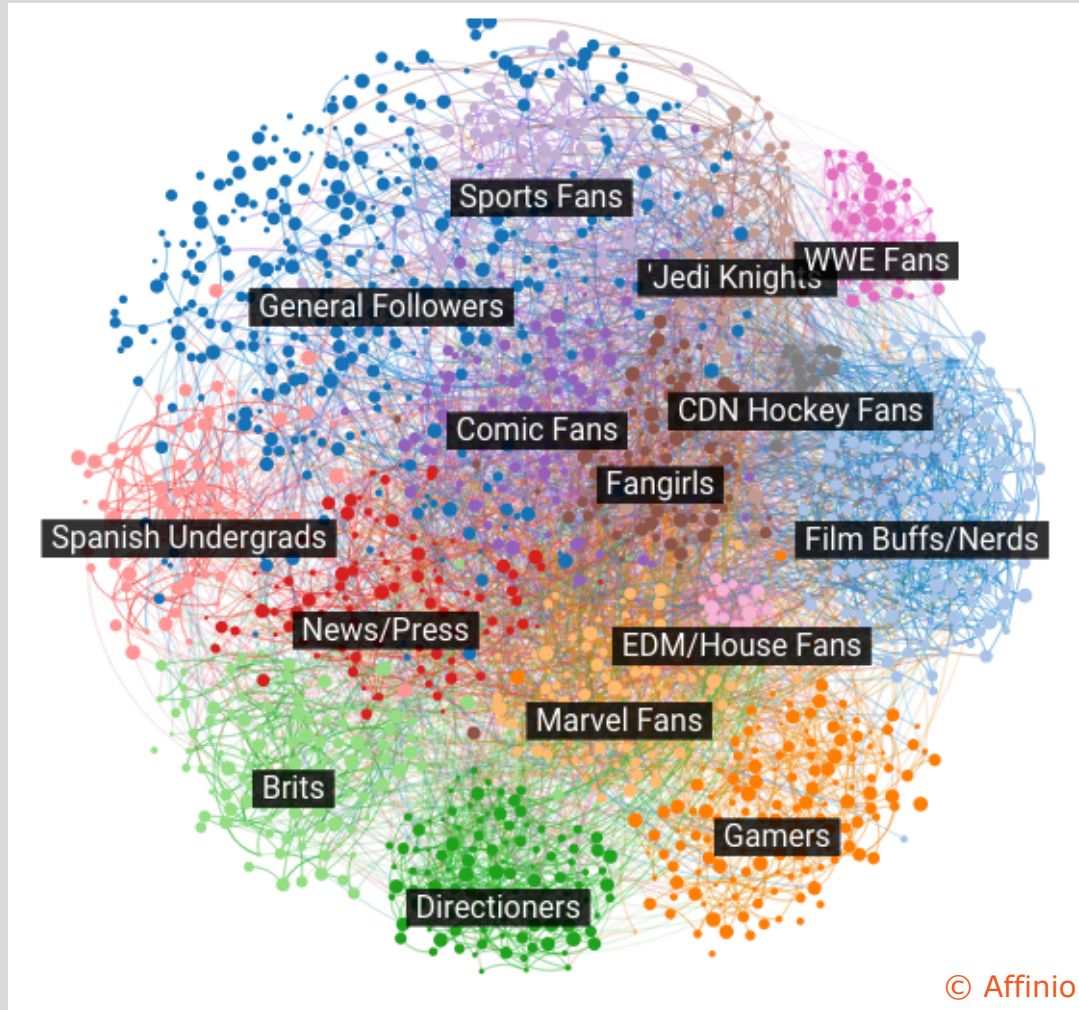 Sports Fans
WWE Fans
'Jedi Knights
General Followers
CDN Hockey Fans
Comic Fans
Fangirls
Spanish Undergrads
Film Buffs/Nerds
News/Press
EDM/House Fans
Marvel Fans
Brits
Gamers
Directioners
© Affinio